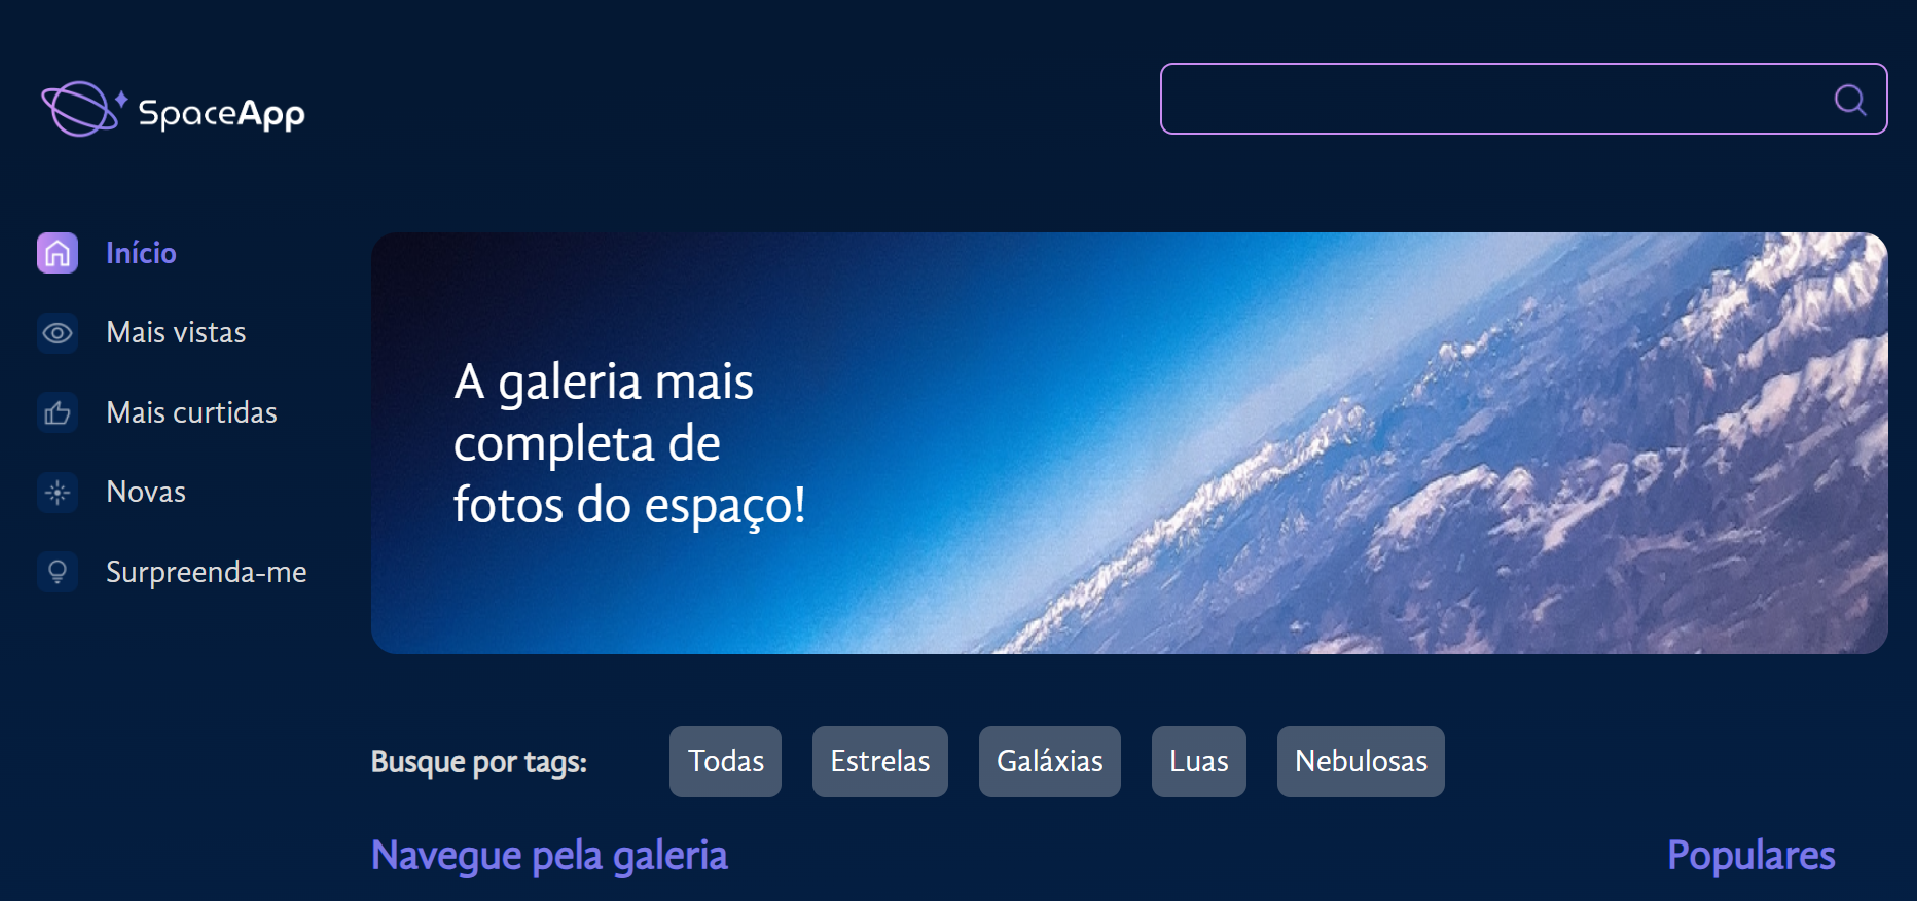 SpaceApp
Início
Mais vistas
Mais curtidas
Novas
Surpreenda-me
A galeria mais
completa de
fotos do espaço!
Busque por tags:
Todas
Estrelas
Galáxias
Luas
Nebulosas
Navegue pela galeria
Populares